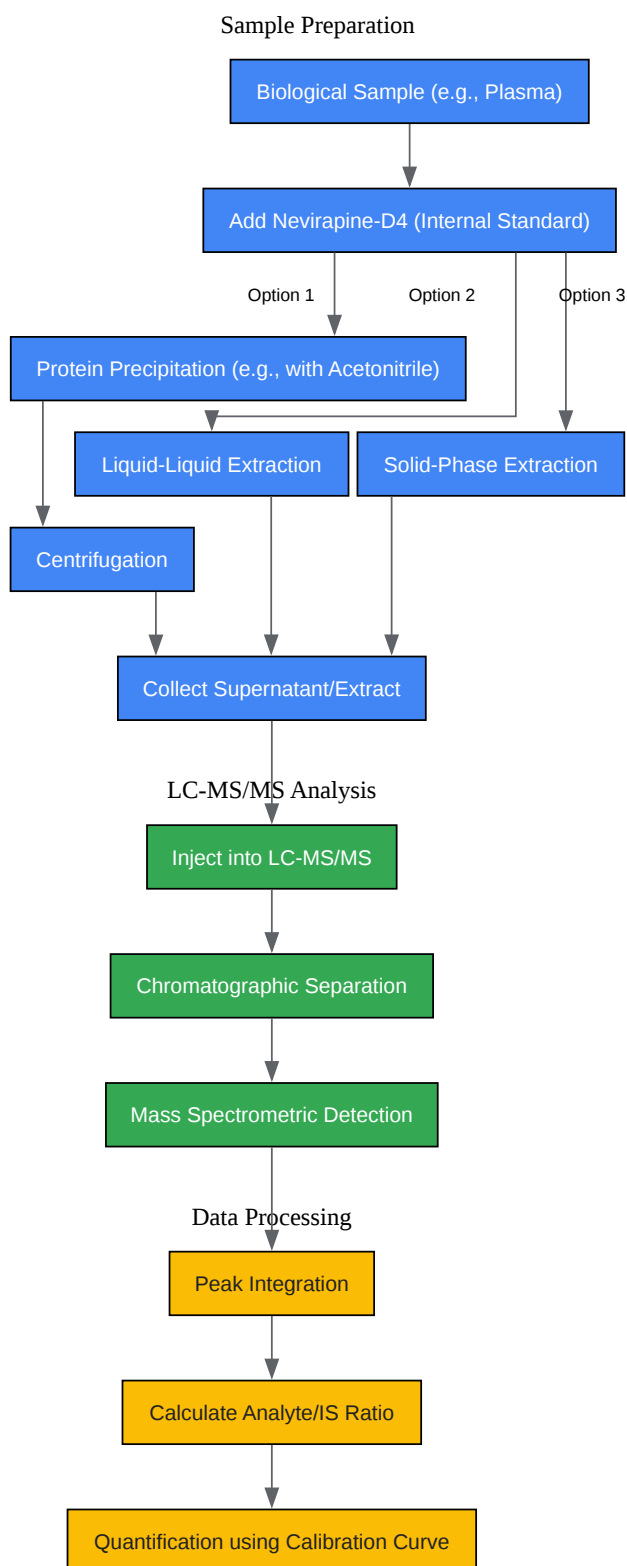 Sample Preparation
Biological Sample (e.g., Plasma)
Add Nevirapine-D4 (Internal Standard)
Option 1
Option 2
Option 3
Protein Precipitation (e.g., with Acetonitrile)
Liquid-Liquid Extraction
Solid-Phase Extraction
Centrifugation
Collect Supernatant/Extract
LC-MS/MS Analysis
Inject into LC-MS/MS
Chromatographic Separation
Mass Spectrometric Detection
Data Processing
Peak Integration
Calculate Analyte/IS Ratio
Quantification using Calibration Curve